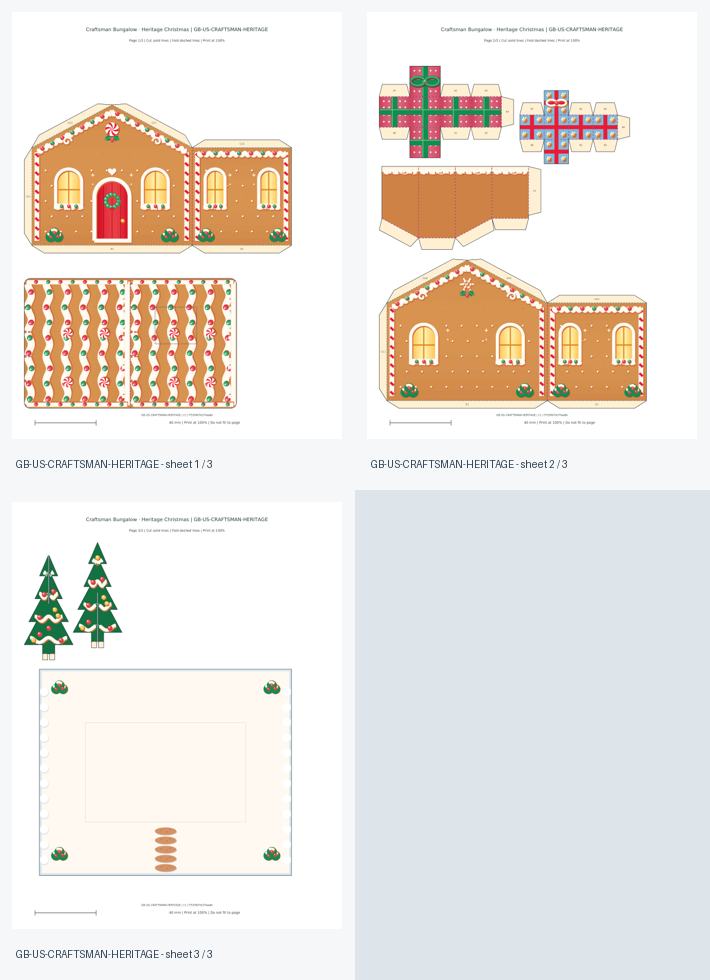 Craftsman Bungalow · Heritage Christmas | GB-US-CRAFTSMAN-HERITAGE
Page 1/3 | Cut solid lines | Fold dashed lines | Print at 100%
40 mm | Print at 100% | Do not fit to page
GB-US-CRAFTSMAN-HERITAGE - sheet 1 / 3
Craftsman Bungalow · Heritage Christmas | GB-US-CRAFTSMAN-HERITAGE
Page 2/3 | Cut solid lines | Fold dashed lines | Print at 100%
40 mm | Print at 100% | Do not fit to page
GB-US-CRAFTSMAN-HERITAGE - sheet 2 / 3
Craftsman Bungalow · Heritage Christmas | GB-US-CRAFTSMAN-HERITAGE
Page 3/3 | Cut solid lines | Fold dashed lines | Print at 100%
40 mm | Print at 100% | Do not fit to page
GB-US-CRAFTSMAN-HERITAGE - sheet 3 / 3